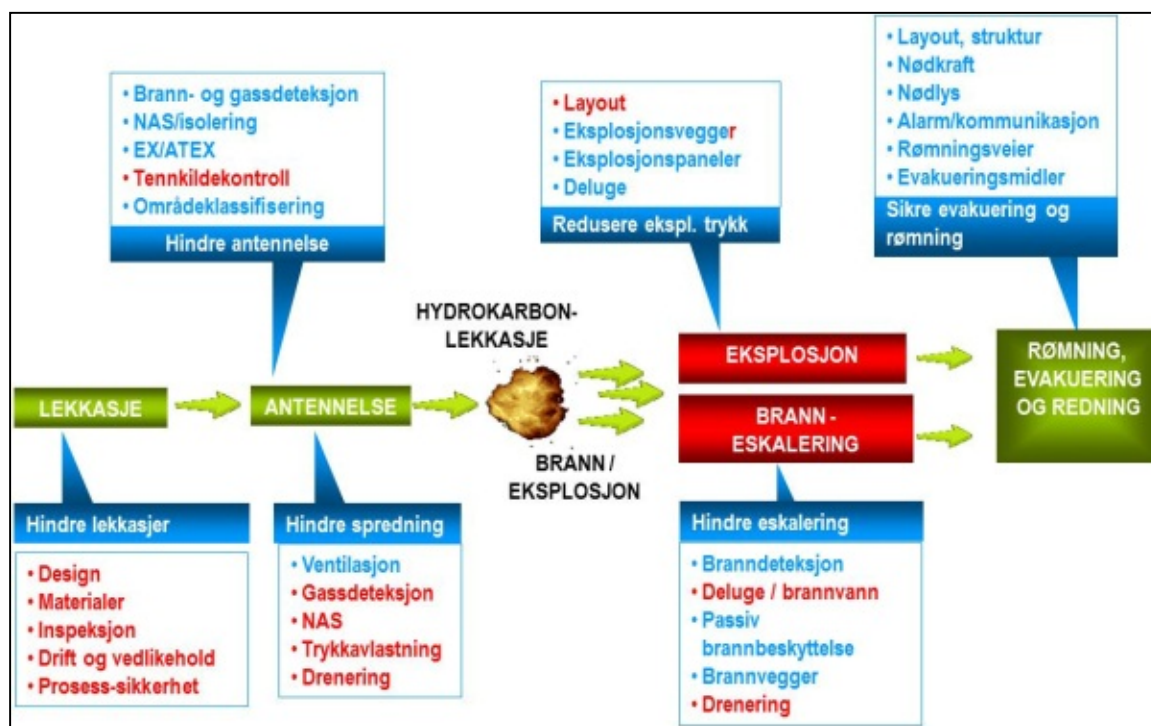 • Brann- og gassdeteksjon
• NAS/isolering
• EX/ATEX
• Tennkildekontroll
• Områdeklassifisering
Hindre antennelse
• Layout
• Eksplosjonsvegger
• Eksplosjonspaneler
• Deluge
Redusere ekspl. trykk
• Layout, struktur
• Nødkraft
• Nødlys
• Alarm/kommunikasjon
• Rømningsveier
• Evakueringsmidler
Sikre evakuering og
rømning
LEKKASJE
ANTENNELSE
HYDROKARBON-
LEKKASJE
BRANN /
EKSPLOSJON
EKSPLOSJON
BRANN -
ESKALERING
RØMNING,
EVAKUERING
OG REDNING
Hindre lekkasjer
• Design
• Materialer
• Inspeksjon
• Drift og vedlikehold
• Prosess-sikkerhet
Hindre spredning
• Ventilasjon
• Gassdeteksjon
• NAS
• Trykkavlastning
• Drenering
Hindre eskalering
• Branndeteksjon
• Deluge / brannvann
• Passiv
brannbeskyttelse
• Brannvegger
• Drenering